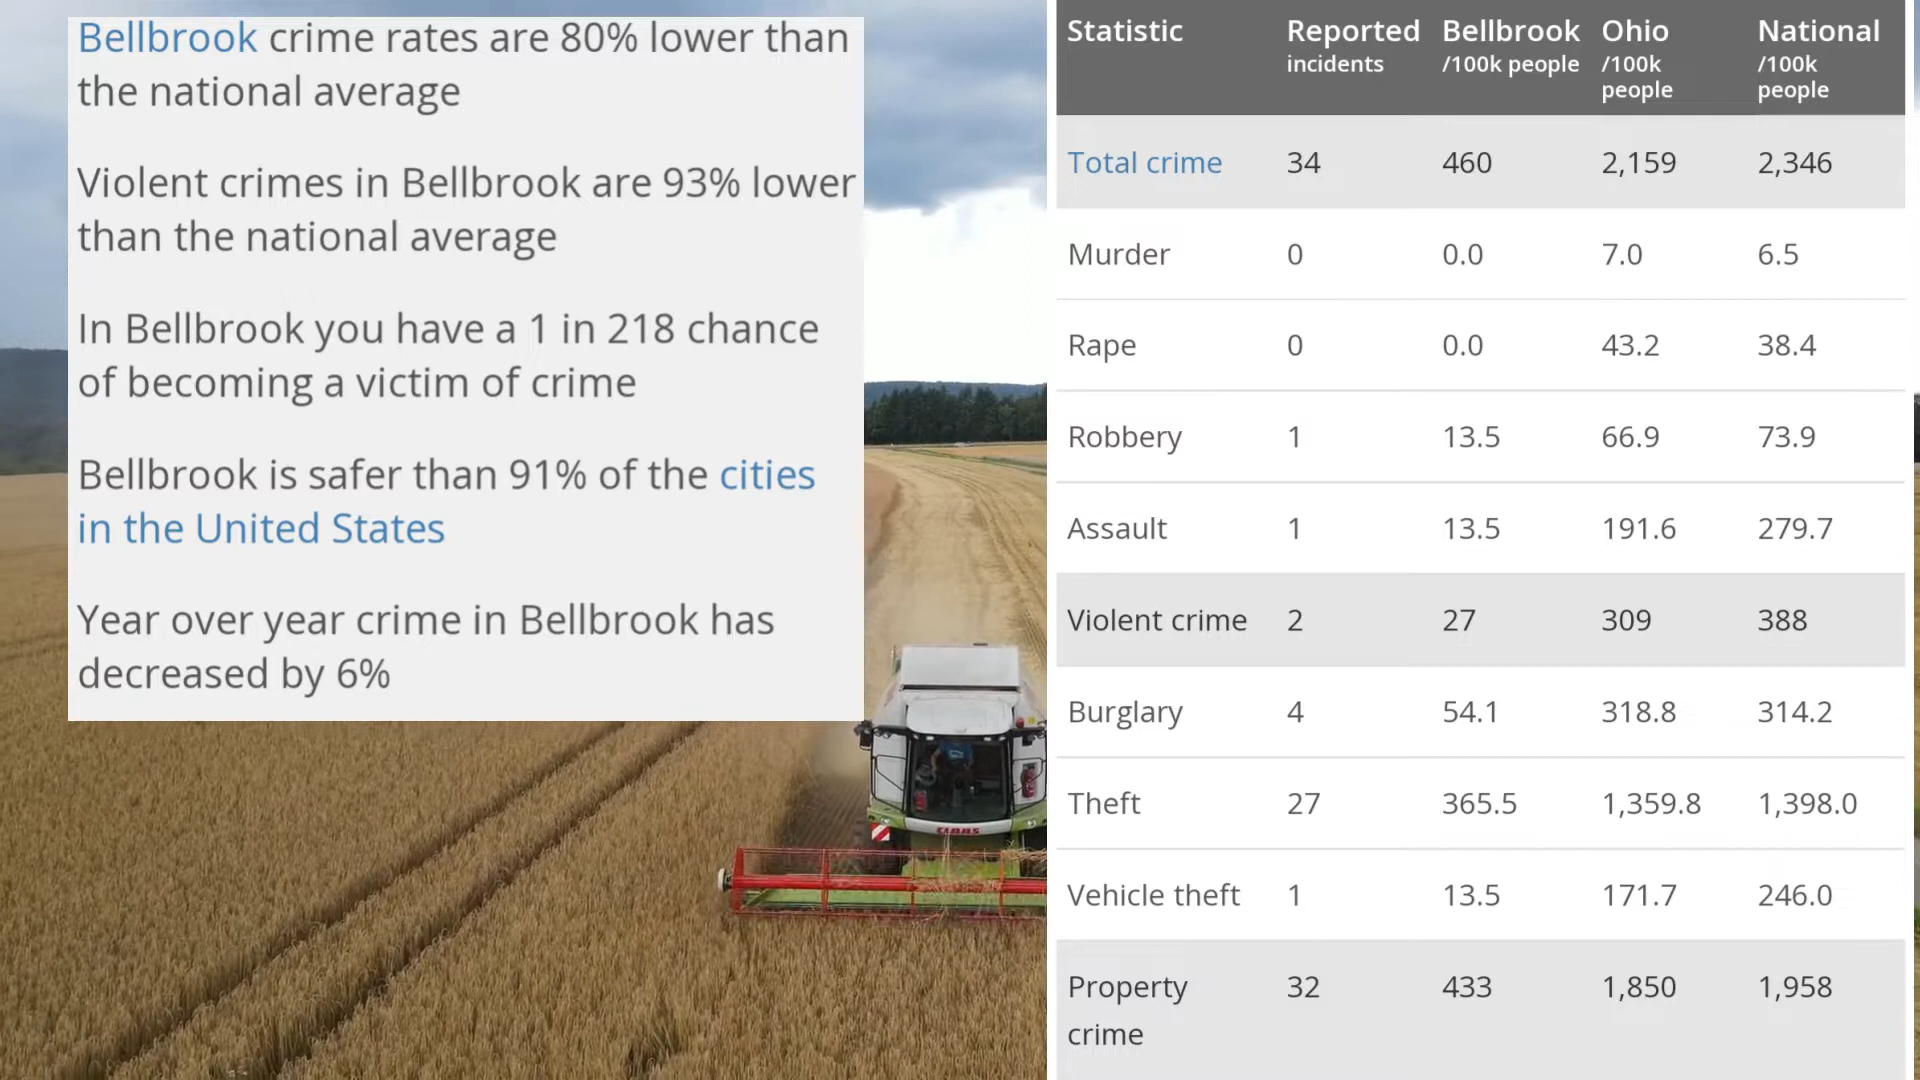 Bellbrook crime rates are 80% lower than
the national average
Violent crimes in Bellbrook are 93% lower
than the national average
In Bellbrook you have a 1 in 218 chance
of becoming a victim of crime
Bellbrook is safer than 91% of the cities
in the United States
Year over year crime in Bellbrook has
decreased by 6%
Statistic Reported Bellbrook Ohio National
incidents /100k people /100k /100k
people people
Total crime 34 460 2,159 2,346
Murder 0 0.0 7.0 6.5
Rape 0 0.0 43.2 38.4
Robbery 1 13.5 66.9 73.9
Assault 1 13.5 191.6 279.7
Violent crime 2 27 309 388
Burglary 4 54.1 318.8 314.2
Theft 27 365.5 1,359.8 1,398.0
Vehicle theft 1 13.5 171.7 246.0
Property 32 433 1,850 1,958
crime
CLAAS